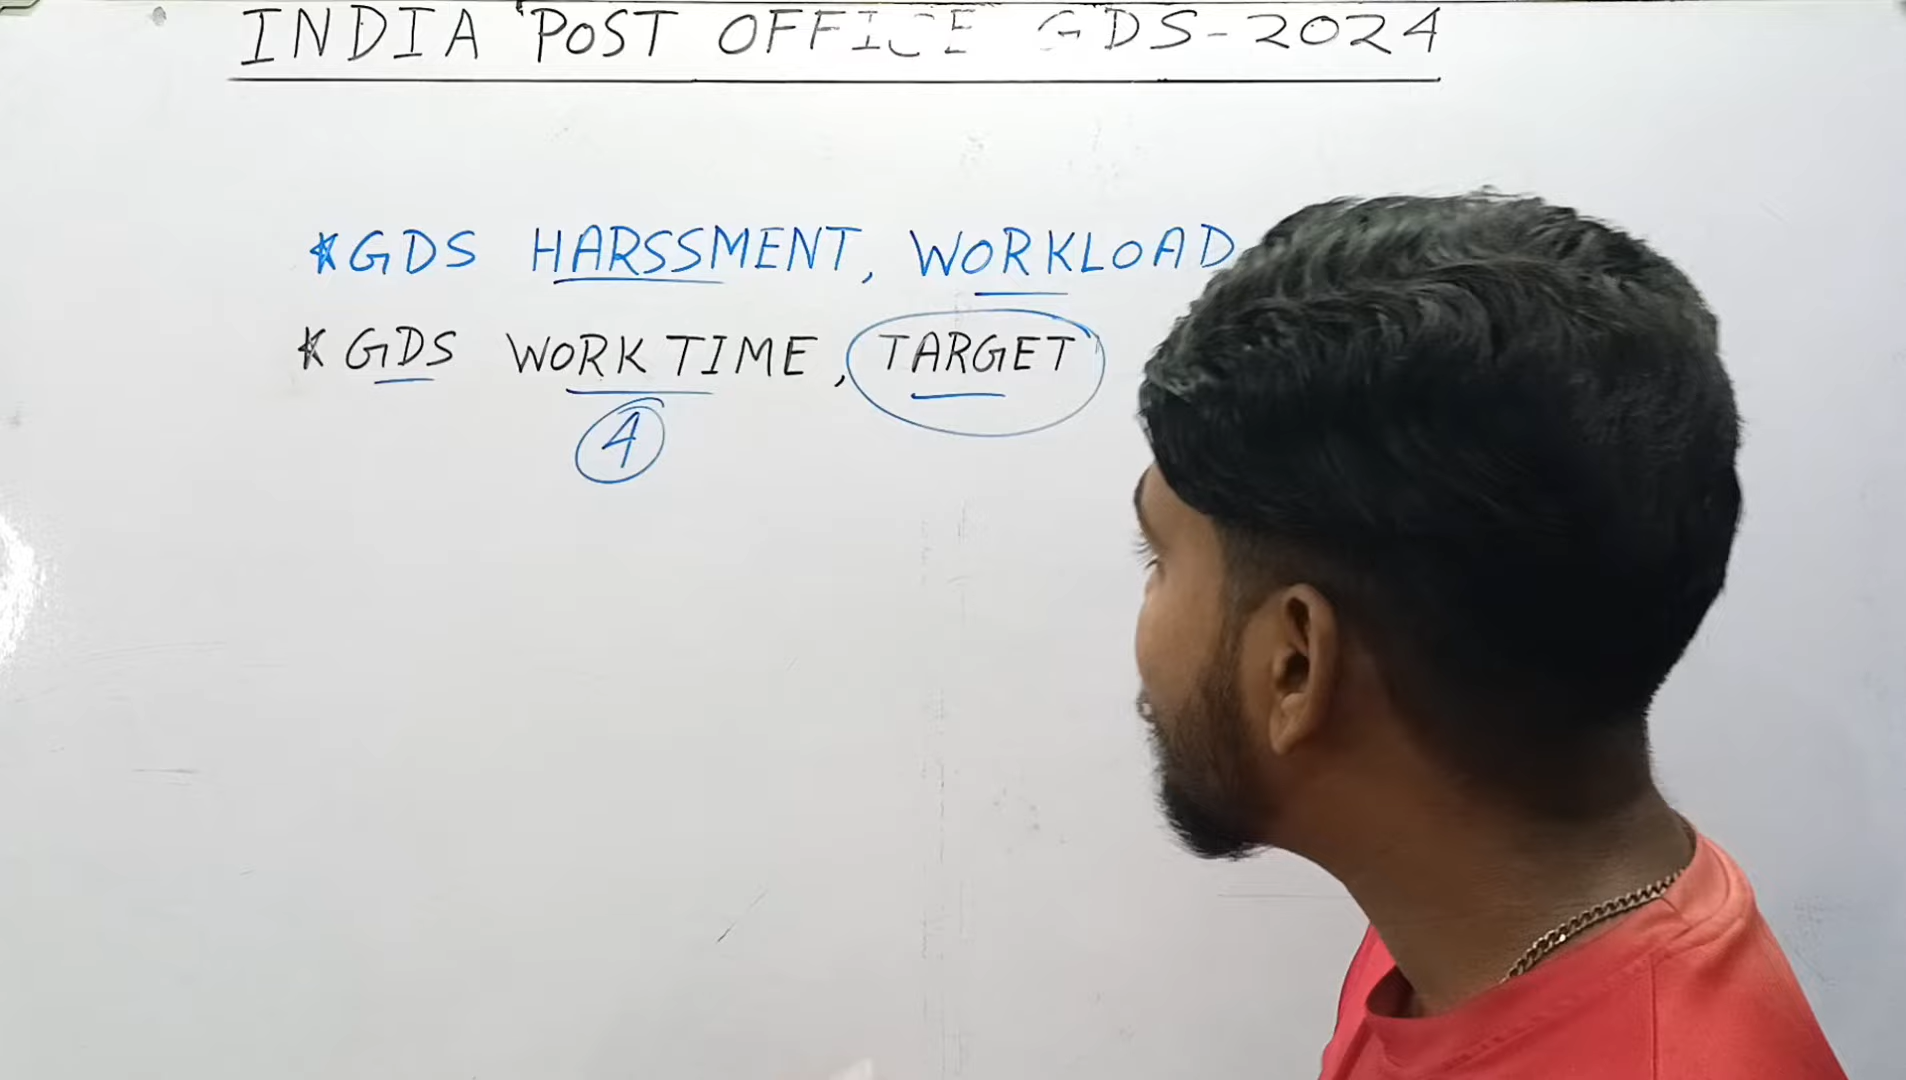 INDIA POST OFFICE GDS-2024
*GDS HARSSMENT, WORKLOAD
*GDS WORK TIME, TARGET
4